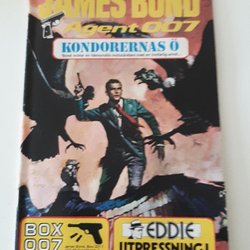 JAMES BOND
Agent 007
KONDORERNAS Ö
BOX
007
EDDIE
UTPRESSNING!